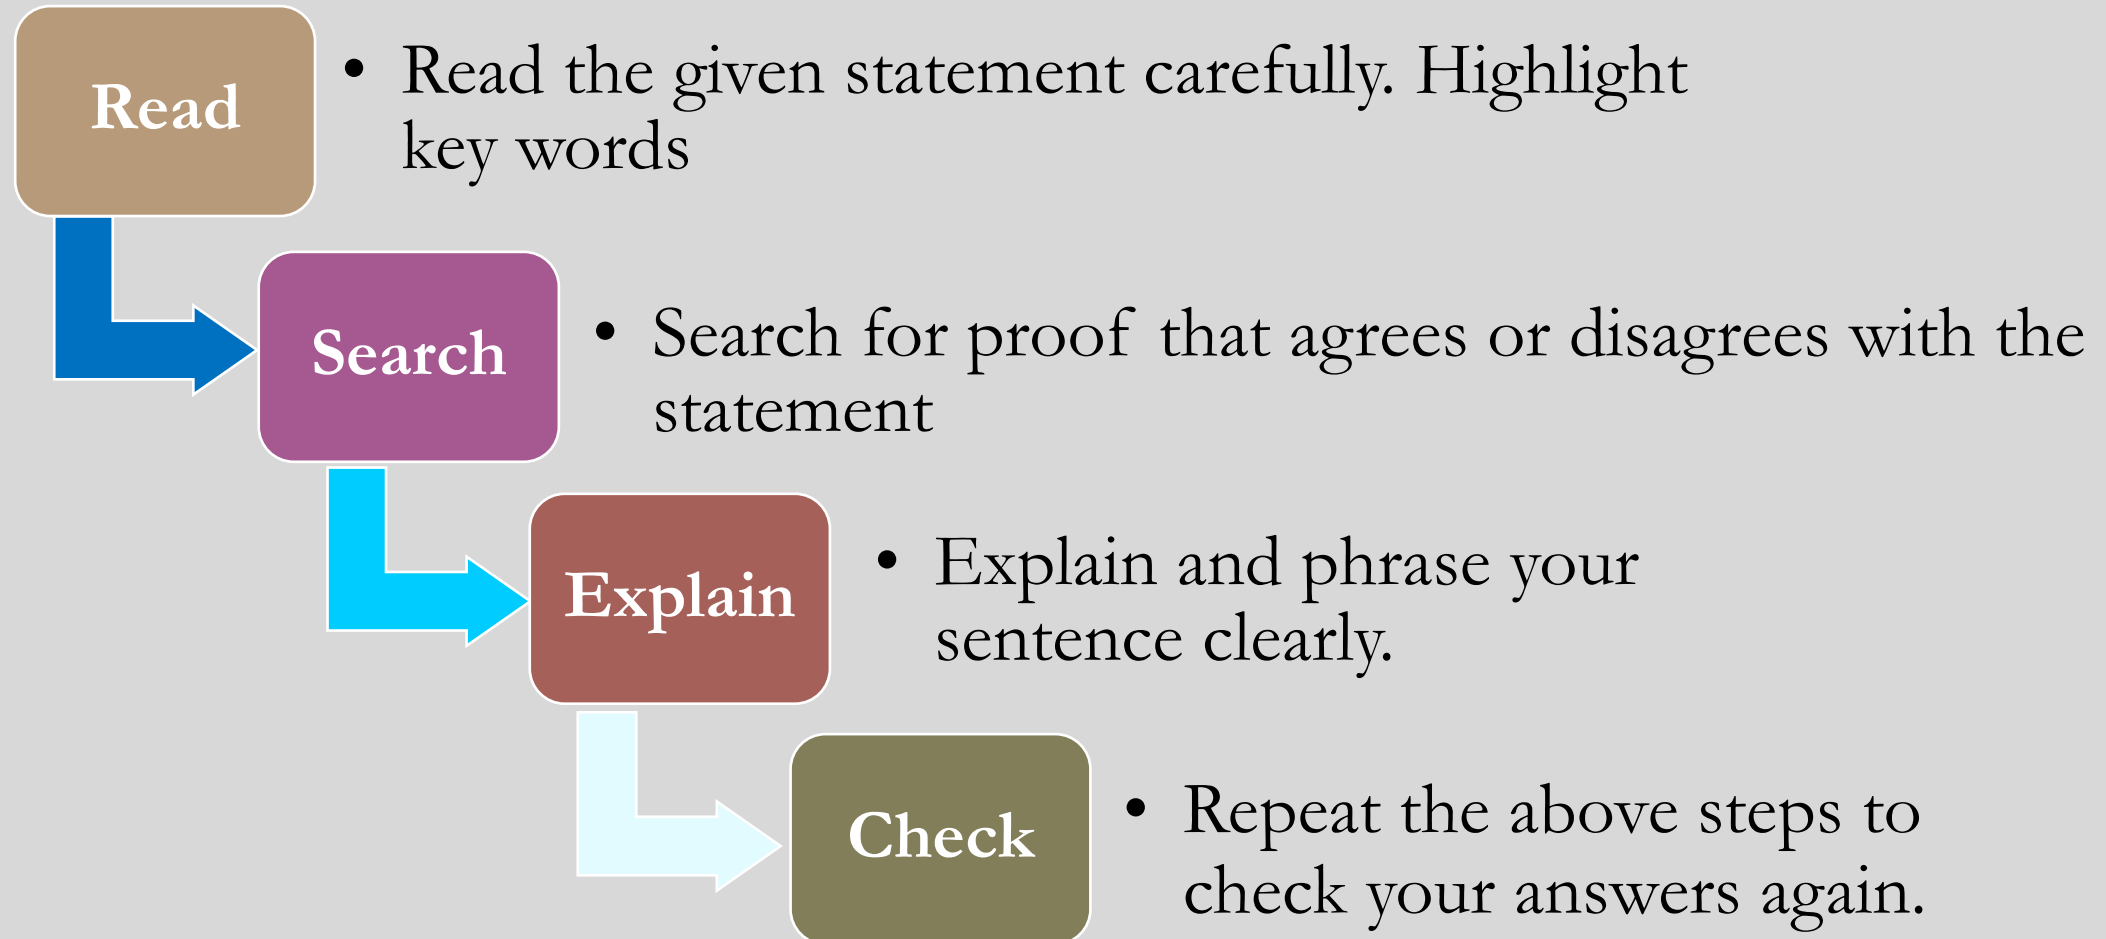 Read
• Read the given statement carefully. Highlight
key words
Search
• Search for proof that agrees or disagrees with the
statement
Explain
• Explain and phrase your
sentence clearly.
Check
• Repeat the above steps to
check your answers again.